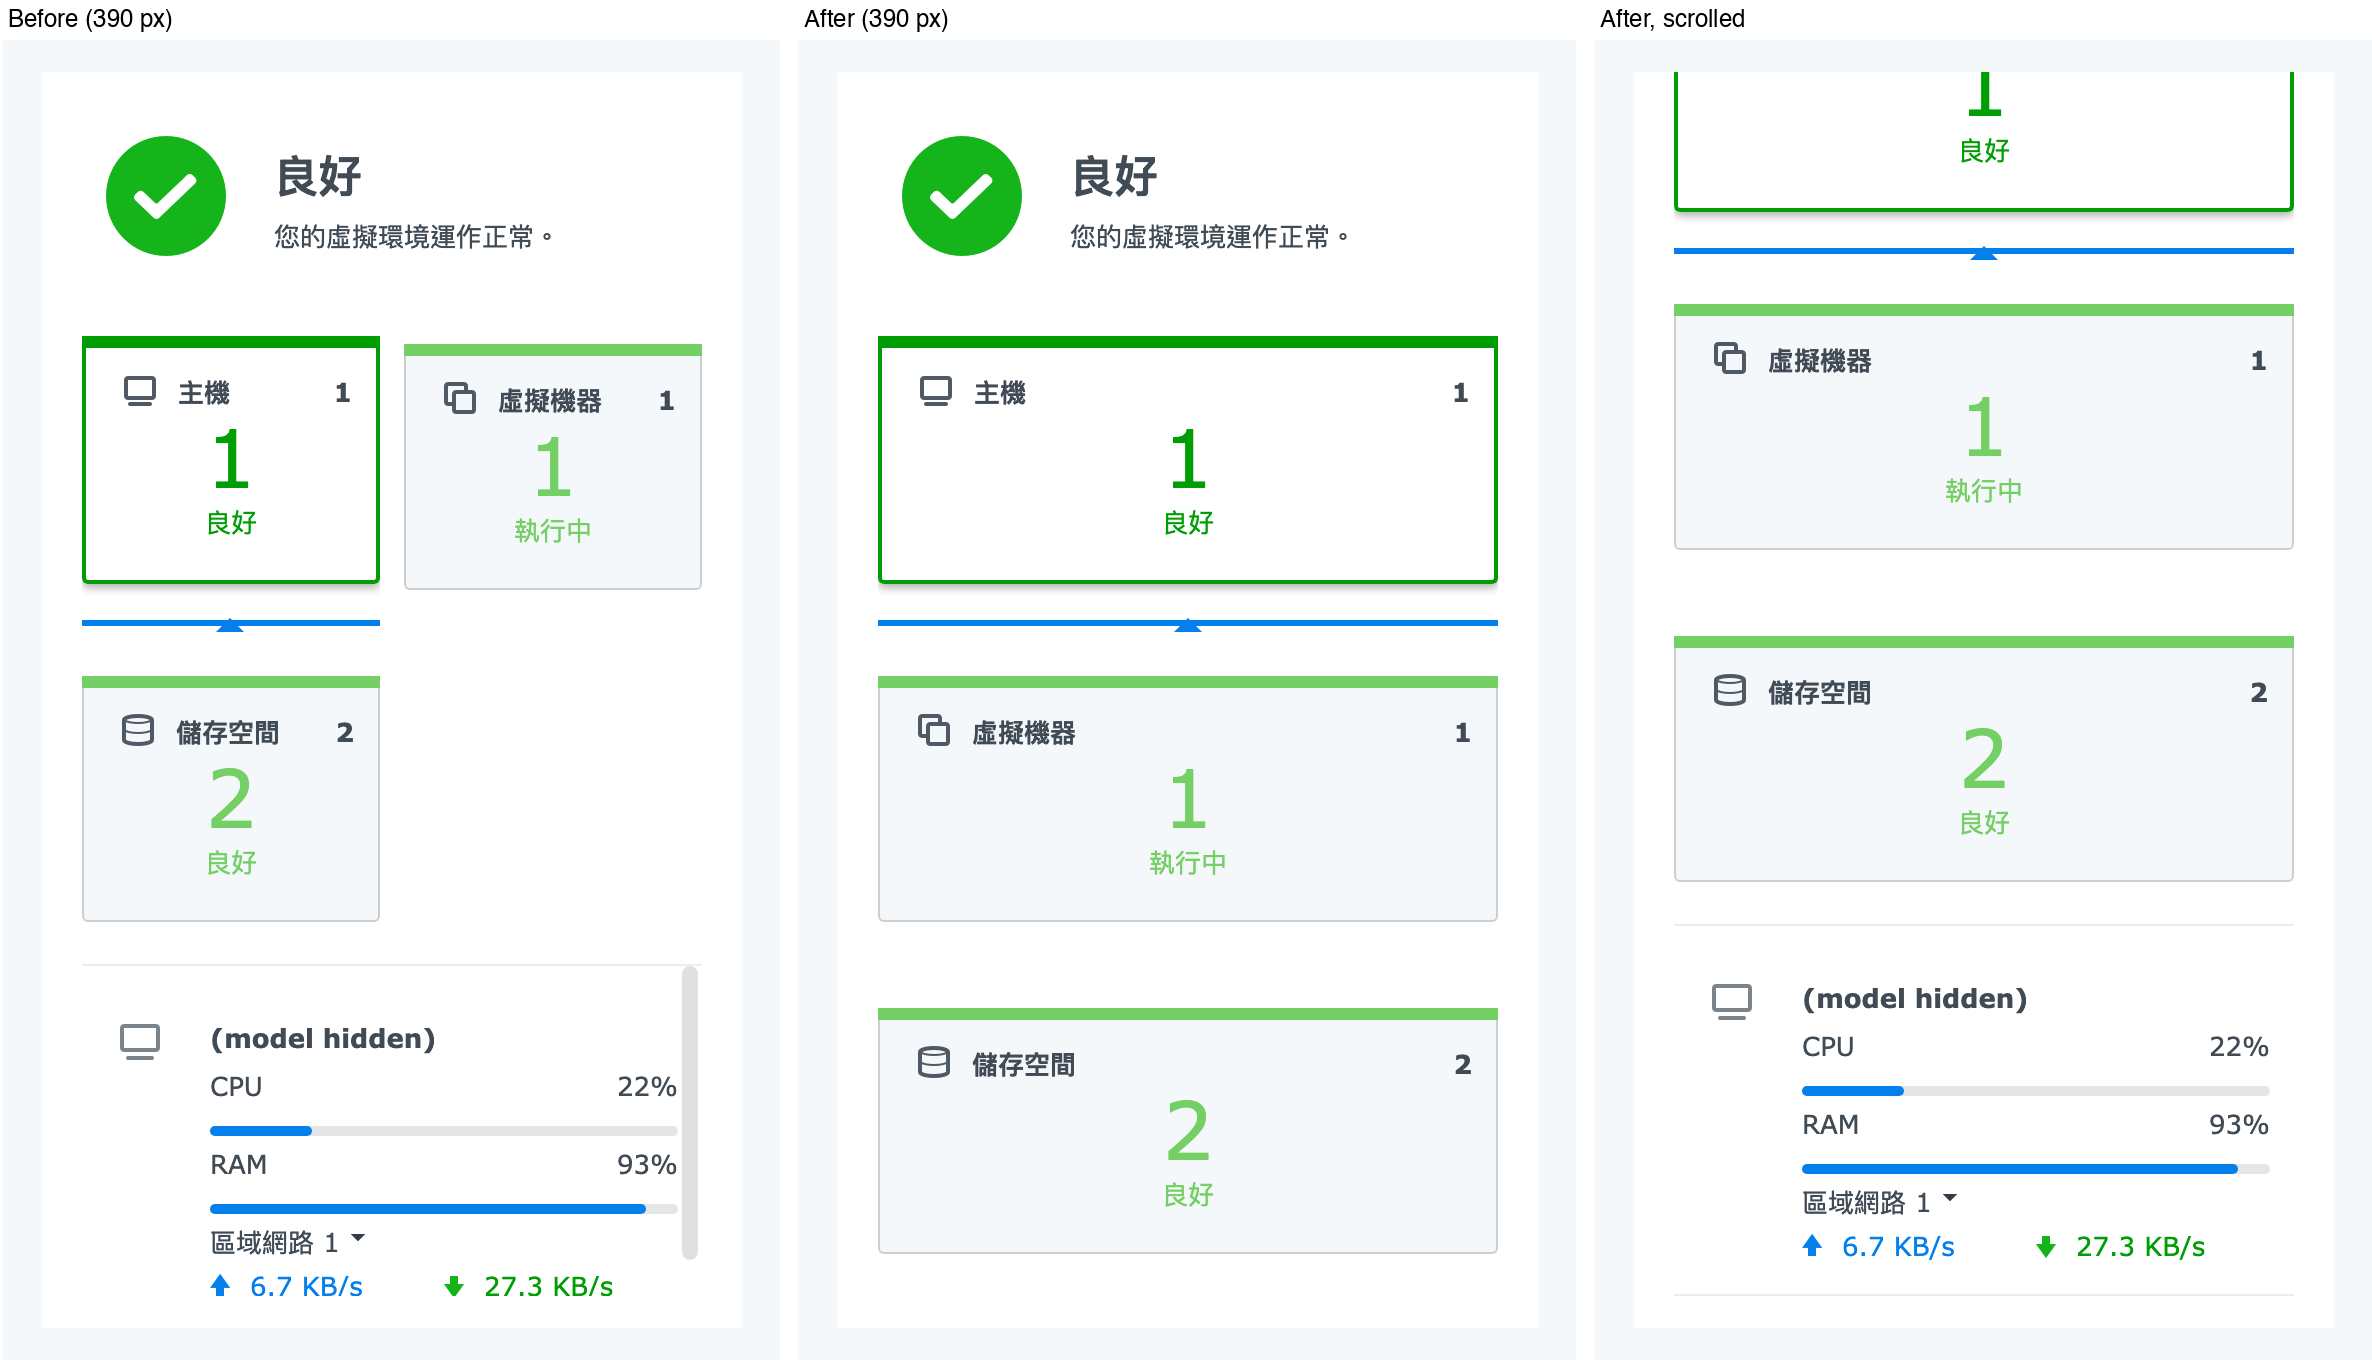 Before (390 px)
良好
您的虛擬環境運作正常。
主機 1
1
良好
虛擬機器 1
1
執行中
儲存空間 2
2
良好
(model hidden)
CPU 22%
RAM 93%
區域網路 1
6.7 KB/s 27.3 KB/s
After (390 px)
良好
您的虛擬環境運作正常。
主機 1
1
良好
虛擬機器 1
1
執行中
儲存空間 2
2
良好
After, scrolled
1
良好
虛擬機器 1
1
執行中
儲存空間 2
2
良好
(model hidden)
CPU 22%
RAM 93%
區域網路 1
6.7 KB/s 27.3 KB/s